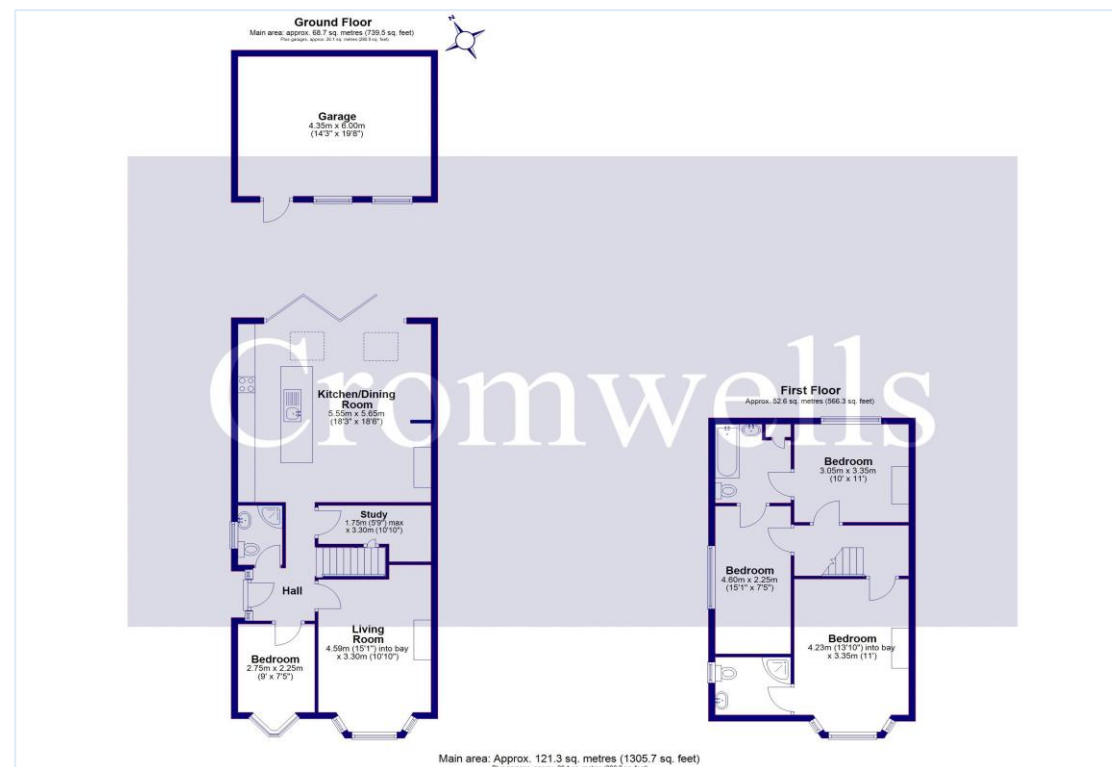 Ground Floor
Main area: approx. 68.7 sq. metres (739.5 sq. feet)
N
Garage
4.35m x 6.00m
(14'3" x 19'8")
Cromwells
Kitchen/Dining
Room
5.55m x 5.65m
(18'3" x 18'6")
Study
1.75m (5'9") max
x 3.30m (10'10")
Hall
Living
Room
4.59m (15'1") into bay
x 3.30m (10'10")
Bedroom
2.75m x 2.25m
(9' x 7'5")
First Floor
Approx. 52.6 sq. metres (566.3 sq. feet)
Bedroom
3.05m x 3.35m
(10' x 11')
Bedroom
4.60m x 2.25m
(15'1" x 7'5")
Bedroom
4.23m (13'10") into bay
x 3.35m (11')
Main area: Approx. 121.3 sq. metres (1305.7 sq. feet)